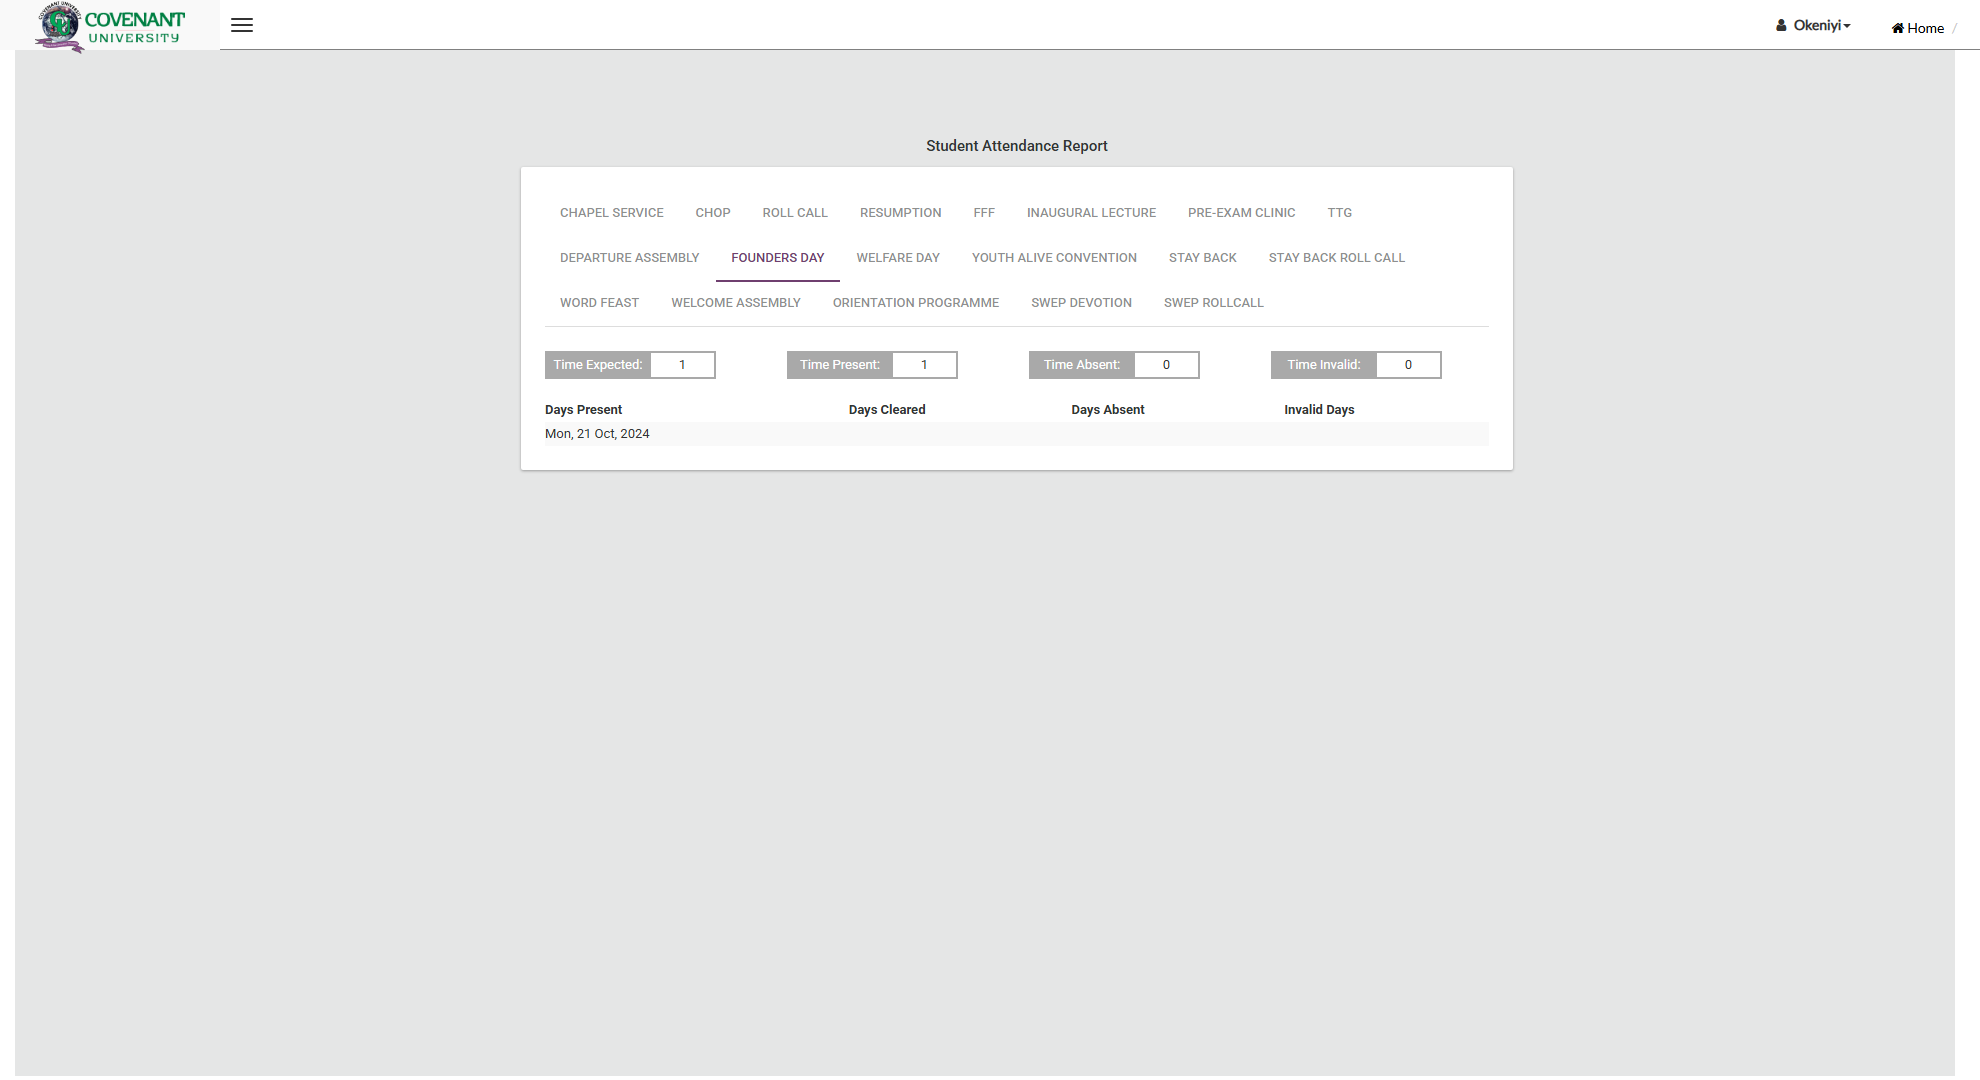 COVENANT UNIVERSITY
COVENANT
UNIVERSITY
Okeniyi
Home /
Student Attendance Report
CHAPEL SERVICE CHOP ROLL CALL RESUMPTION FFF INAUGURAL LECTURE PRE-EXAM CLINIC TTG
DEPARTURE ASSEMBLY FOUNDERS DAY WELFARE DAY YOUTH ALIVE CONVENTION STAY BACK STAY BACK ROLL CALL
WORD FEAST WELCOME ASSEMBLY ORIENTATION PROGRAMME SWEP DEVOTION SWEP ROLLCALL
Time Expected: 1 Time Present: 1 Time Absent: 0 Time Invalid: 0
Days Present Days Cleared Days Absent Invalid Days
Mon, 21 Oct, 2024